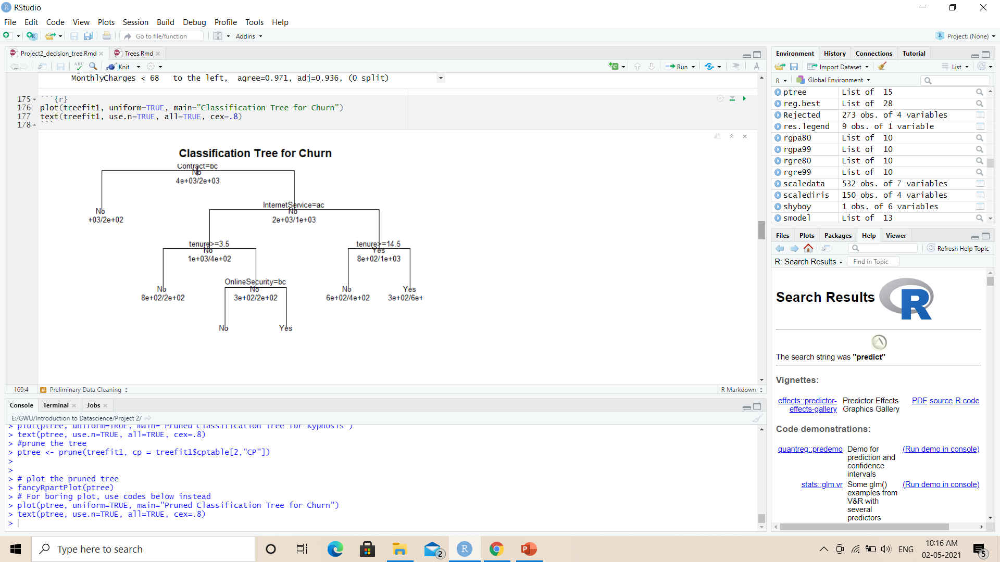 RStudio
File Edit Code View Plots Session Build Debug Profile Tools Help
Go to file/function Addins Project: (None)
Project2_decision_tree.Rmd Trees.Rmd
ABC Knit Run
MonthlyCharges < 68 to the left, agree=0.971, adj=0.936, (0 split)
175 ```{r}
176 plot(treefit1, uniform=TRUE, main="Classification Tree for Churn")
177 text(treefit1, use.n=TRUE, all=TRUE, cex=.8)
178 ```
Classification Tree for Churn
Contract=bc
No
4e+03/2e+03
InternetService=ac
No No
+03/2e+02 2e+03/1e+03
tenure>=3.5 tenure>=14.5
No Yes
1e+03/4e+02 8e+02/1e+03
OnlineSecurity=bc
No No No Yes
8e+02/2e+02 3e+02/2e+02 6e+02/4e+02 3e+02/6e+
No Yes
169:4 # Preliminary Data Cleaning R Markdown
Console Terminal Jobs
E:/GWU/Introduction to Datascience/Project 2/
> plot(ptree, uniform=TRUE, main="Pruned Classification Tree for Kyphosis")
> text(ptree, use.n=TRUE, all=TRUE, cex=.8)
> #prune the tree
> ptree <- prune(treefit1, cp = treefit1$cptable[2,"CP"])
>
>
> # plot the pruned tree
> fancyRpartPlot(ptree)
> # For boring plot, use codes below instead
> plot(ptree, uniform=TRUE, main="Pruned Classification Tree for Churn")
> text(ptree, use.n=TRUE, all=TRUE, cex=.8)
>
Environment History Connections Tutorial
Import Dataset List
R Global Environment
ptree List of 15
reg.best List of 28
Rejected 273 obs. of 4 variables
res.legend 9 obs. of 1 variable
rgpa80 List of 10
rgpa99 List of 10
rgre80 List of 10
rgre99 List of 10
scaledata 532 obs. of 7 variables
scalediris 150 obs. of 4 variables
shyboy 1 obs. of 6 variables
smodel List of 13
Files Plots Packages Help Viewer
Refresh Help Topic
R: Search Results Find in Topic
Search Results R
The search string was "predict"
Vignettes:
effects::predictor- Predictor Effects PDF source R code
effects-gallery Graphics Gallery
Code demonstrations:
quantreg::predemo Demo for (Run demo in console)
prediction and
confidence
intervals
stats::glm.vr Some glm() (Run demo in console)
examples from
V&R with
several
predictors
Type here to search
2
R
P
ENG
10:16 AM
02-05-2021
5